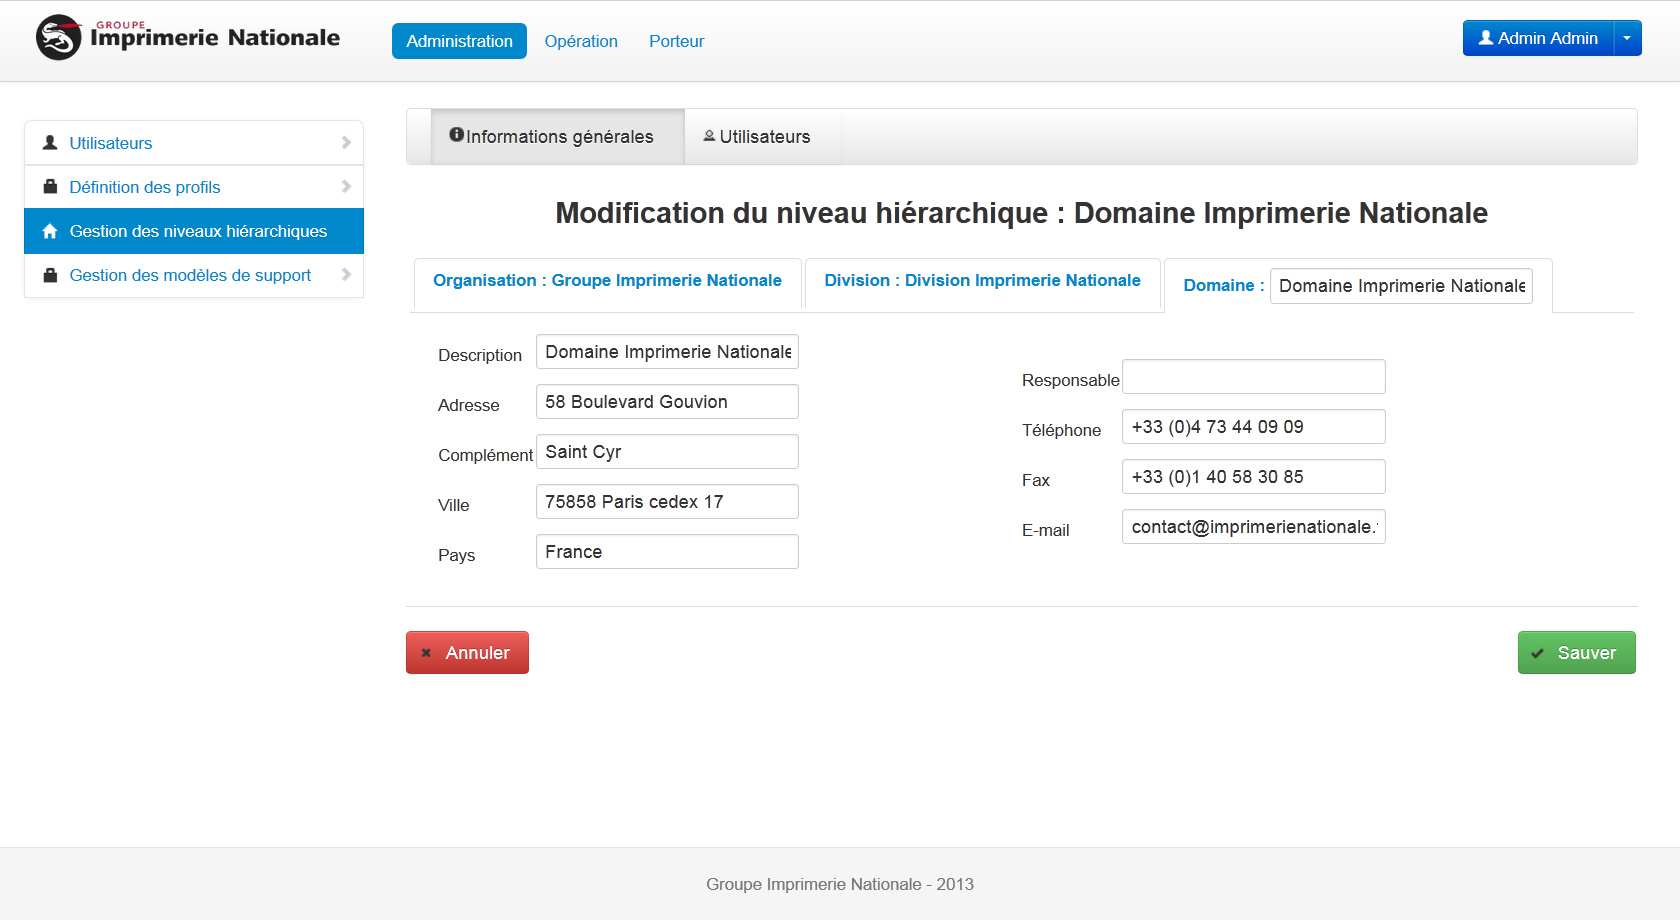 GROUPE
Imprimerie Nationale
Administration
Opération
Porteur
Admin Admin
Utilisateurs
Définition des profils
Gestion des niveaux hiérarchiques
Gestion des modèles de support
Informations générales
Utilisateurs
Modification du niveau hiérarchique : Domaine Imprimerie Nationale
Organisation : Groupe Imprimerie Nationale
Division : Division Imprimerie Nationale
Domaine : Domaine Imprimerie Nationale
Description Domaine Imprimerie Nationale
Adresse 58 Boulevard Gouvion
Complément Saint Cyr
Ville 75858 Paris cedex 17
Pays France
Responsable
Téléphone +33 (0)4 73 44 09 09
Fax +33 (0)1 40 58 30 85
E-mail contact@imprimerienationale.
Annuler
Sauver
Groupe Imprimerie Nationale - 2013